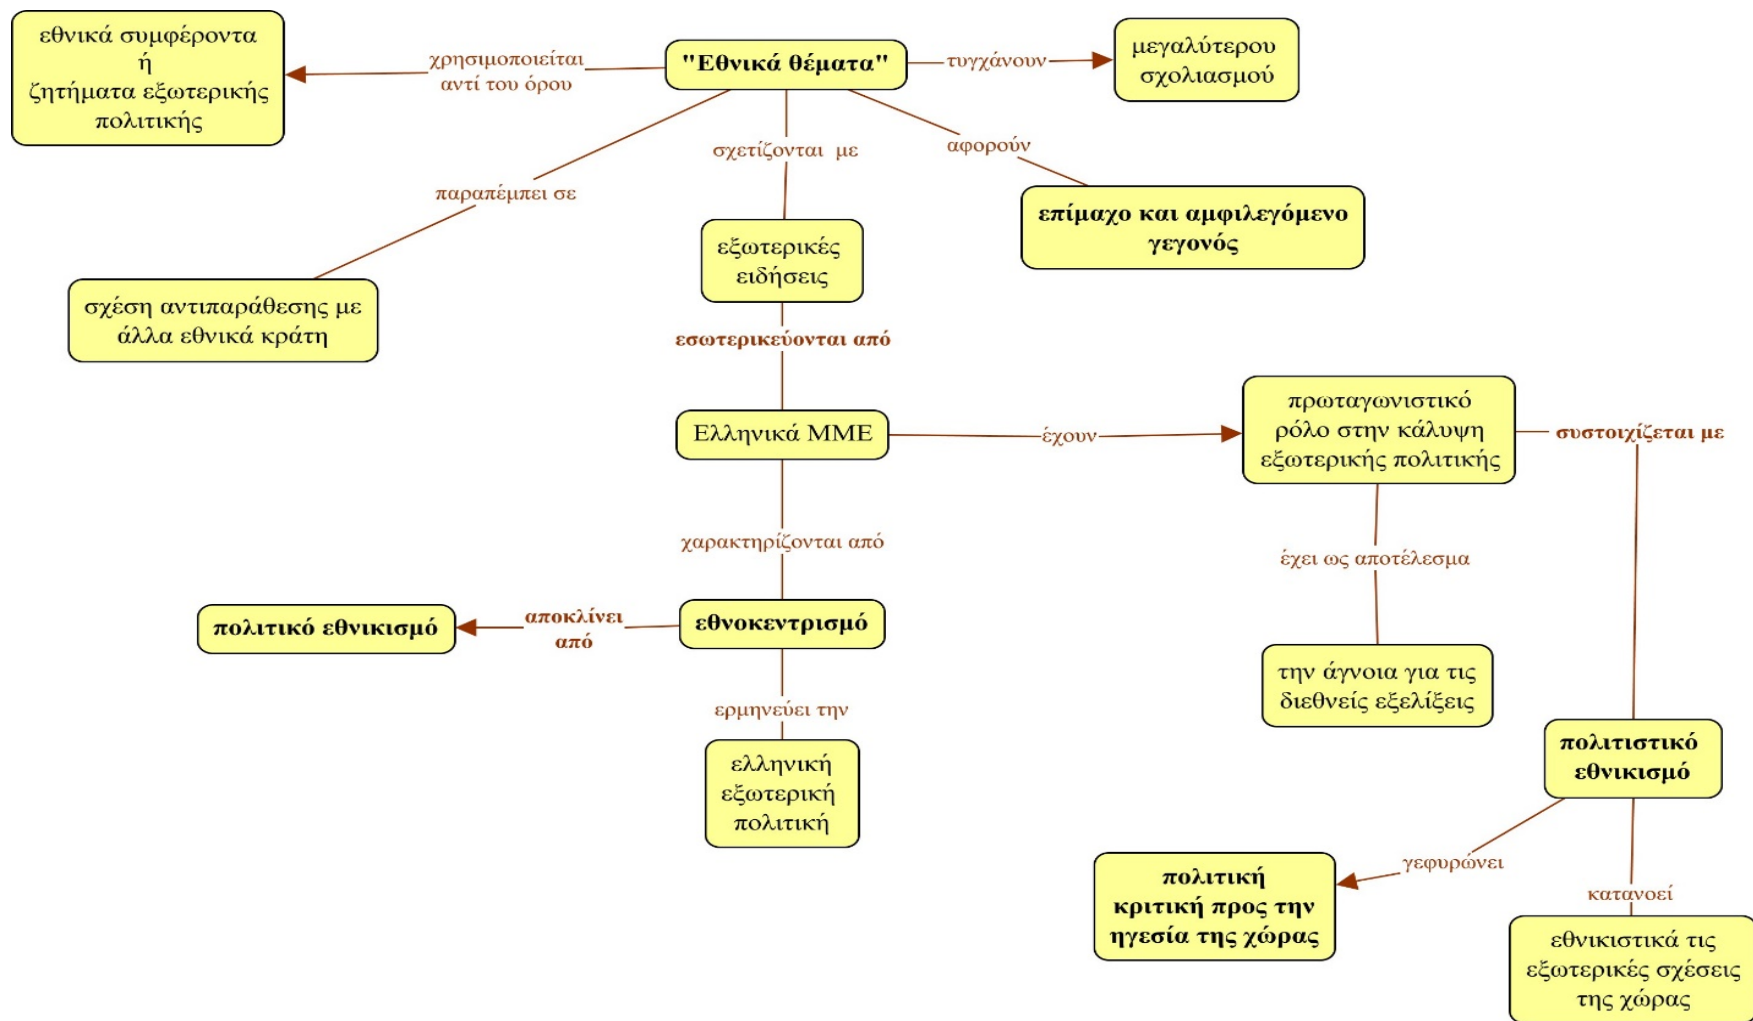 εθνικά συμφέροντα
ή
ζητήματα εξωτερικής
πολιτικής
χρησιμοποιείται
αντί του όρου
"Εθνικά θέματα"
τυγχάνουν
μεγαλύτερου
σχολιασμού
παραπέμπει σε
σχετίζονται με
αφορούν
επίμαχο και αμφιλεγόμενο
γεγονός
εξωτερικές
ειδήσεις
σχέση αντιπαράθεσης με
άλλα εθνικά κράτη
εσωτερικεύονται από
Ελληνικά ΜΜΕ
έχουν
πρωταγωνιστικό
ρόλο στην κάλυψη
εξωτερικής πολιτικής
συστοιχίζεται με
χαρακτηρίζονται από
έχει ως αποτέλεσμα
πολιτικό εθνικισμό
αποκλίνει
από
εθνοκεντρισμό
την άγνοια για τις
διεθνείς εξελίξεις
ερμηνεύει την
ελληνική
εξωτερική
πολιτική
πολιτιστικό
εθνικισμό
γεφυρώνει
πολιτική
κριτική προς την
ηγεσία της χώρας
κατανοεί
εθνικιστικά τις
εξωτερικές σχέσεις
της χώρας